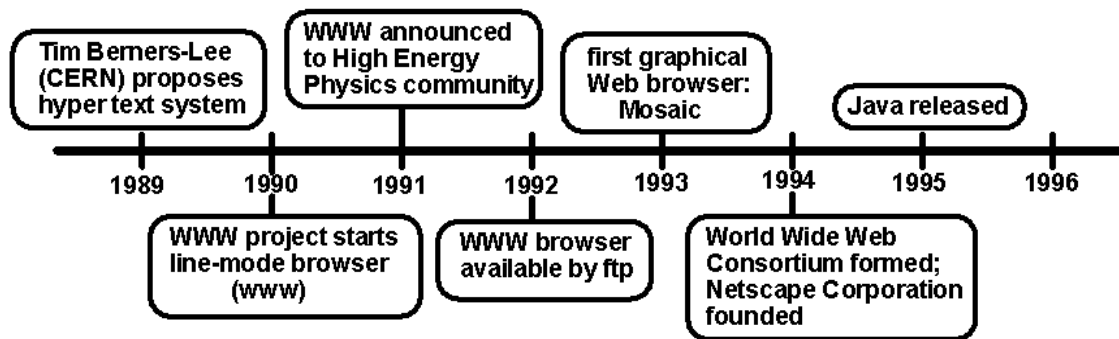 Tim Berners-Lee
(CERN) proposes
hyper text system
WWW announced
to High Energy
Physics community
first graphical
Web browser:
Mosaic
Java released
1989
1990
1991
1992
1993
1994
1995
1996
WWW project starts
line-mode browser
(www)
WWW browser
available by ftp
World Wide Web
Consortium formed;
Netscape Corporation
founded